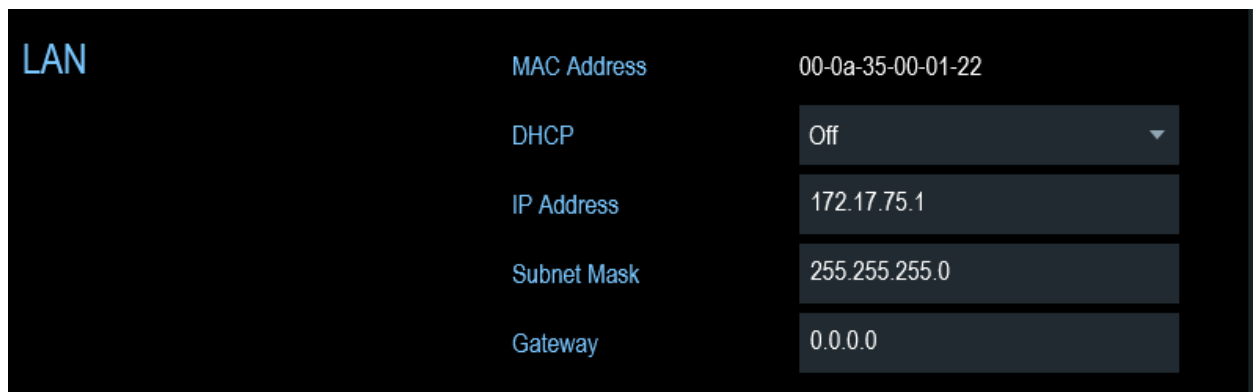 LAN
MAC Address 00-0a-35-00-01-22
DHCP Off
IP Address 172.17.75.1
Subnet Mask 255.255.255.0
Gateway 0.0.0.0